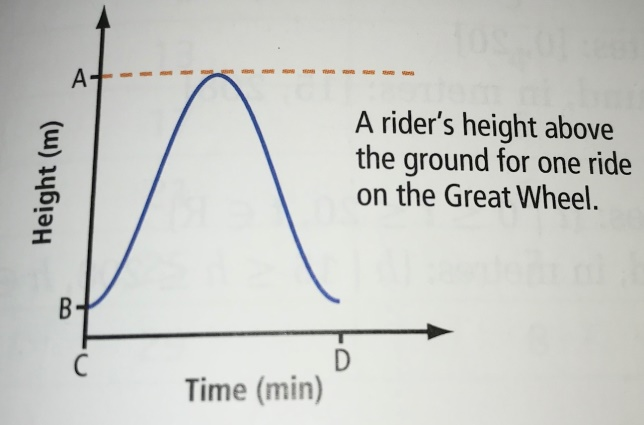 A
A rider's height above
the ground for one ride
on the Great Wheel.
Height (m)
B
C
D
Time (min)